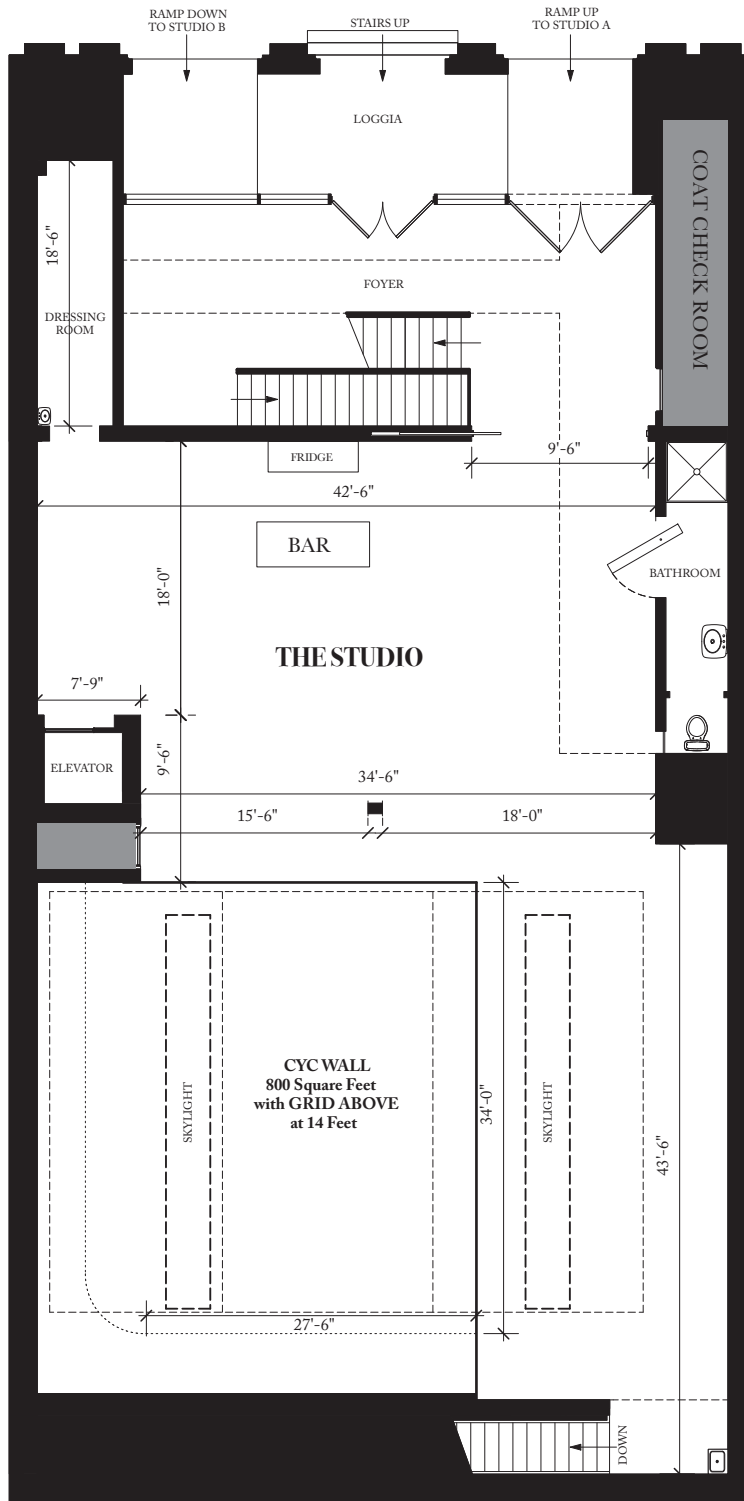 RAMP DOWN
TO STUDIO B
STAIRS UP
RAMP UP
TO STUDIO A
LOGGIA
COAT CHECK ROOM
18'-6"
FOYER
DRESSING
ROOM
FRIDGE
9'-6"
42'-6"
BAR
BATHROOM
18'-0"
THE STUDIO
7'-9"
ELEVATOR
9'-6"
34'-6"
15'-6"
18'-0"
CYC WALL
800 Square Feet
with GRID ABOVE
at 14 Feet
SKYLIGHT
SKYLIGHT
34'-0"
43'-6"
27'-6"
DOWN